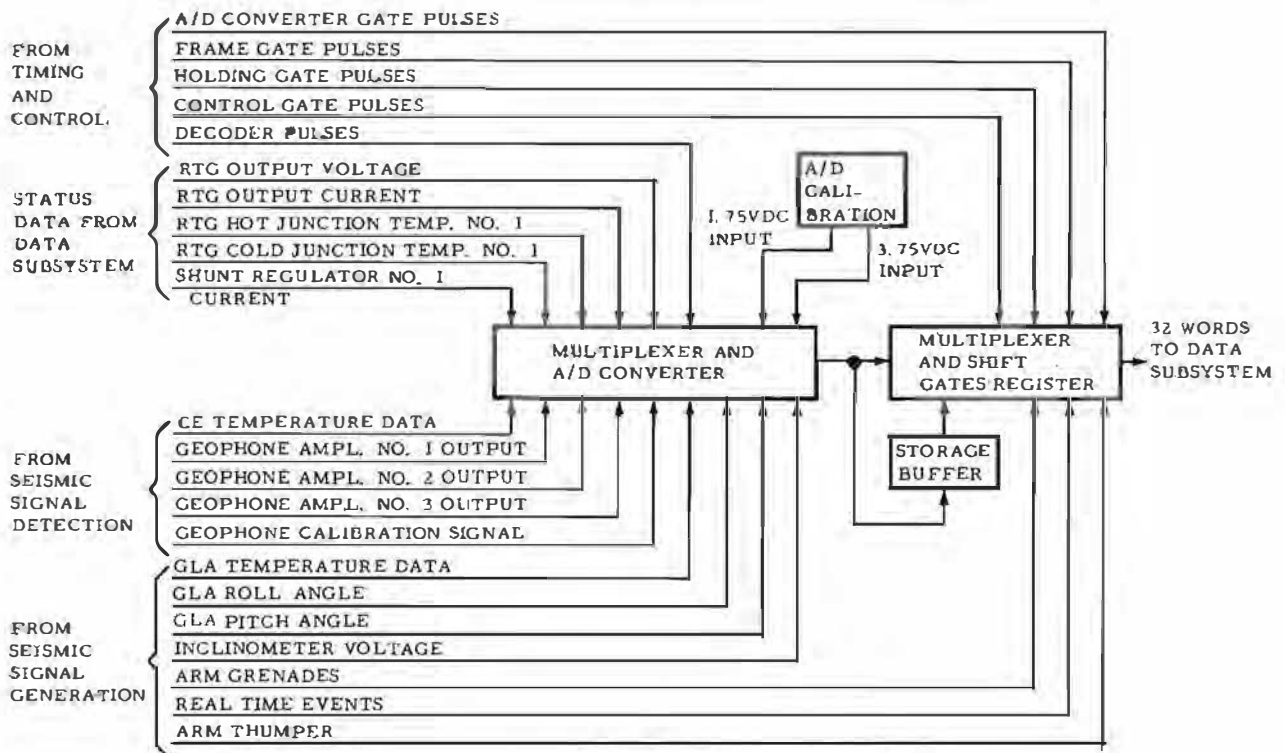 A/D CONVERTER GATE PULSES
FRAME GATE PULSES
HOLDING GATE PULSES
CONTROL GATE PULSES
DECODER PULSES
FROM
TIMING
AND
CONTROL
RTG OUTPUT VOLTAGE
RTG OUTPUT CURRENT
RTG HOT JUNCTION TEMP. NO. 1
RTG COLD JUNCTION TEMP. NO. 1
SHUNT REGULATOR NO. 1
CURRENT
STATUS
DATA FROM
DATA
SUBSYSTEM
A/D
CALI-
BRATION
1.75VDC
INPUT
3.75VDC
INPUT
MULTIPLEXER AND
A/D CONVERTER
MULTIPLEXER
AND SHIFT
GATES REGISTER
32 WORDS
TO DATA
SUBSYSTEM
STORAGE
BUFFER
CE TEMPERATURE DATA
GEOPHONE AMPL. NO. 1 OUTPUT
GEOPHONE AMPL. NO. 2 OUTPUT
GEOPHONE AMPL. NO. 3 OUTPUT
GEOPHONE CALIBRATION SIGNAL
FROM
SEISMIC
SIGNAL
DETECTION
GLA TEMPERATURE DATA
GLA ROLL ANGLE
GLA PITCH ANGLE
INCLINOMETER VOLTAGE
ARM GRENADES
REAL TIME EVENTS
ARM THUMPER
FROM
SEISMIC
SIGNAL
GENERATION